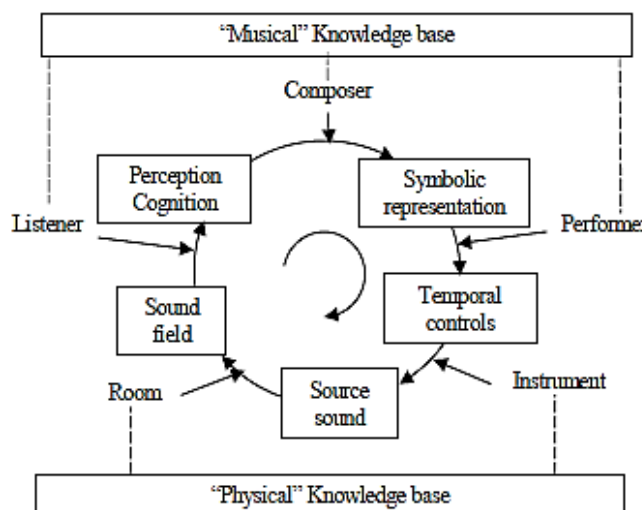 “Musical” Knowledge base
Composer
Perception
Cognition
Symbolic
representation
Listener
Performer
Sound
field
Temporal
controls
Room
Source
sound
Instrument
“Physical” Knowledge base